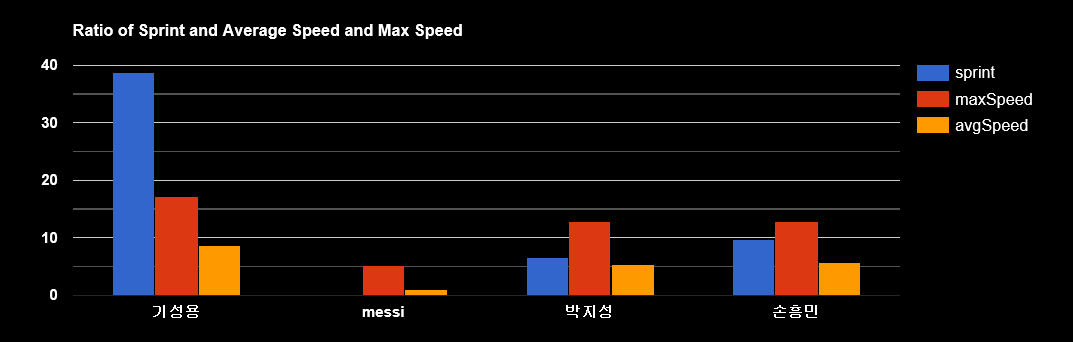 Ratio of Sprint and Average Speed and Max Speed
40
30
20
10
0
기성용
messi
박지성
손흥민
sprint
maxSpeed
avgSpeed